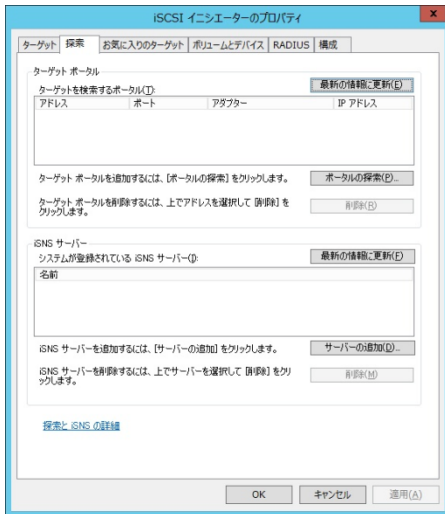 iSCSI イニシエーターのプロパティ
x
ターゲット 探索 お気に入りのターゲット ボリュームとデバイス RADIUS 構成
ターゲット ポータル
ターゲットを検索するポータル(T):
最新の情報に更新(E)
アドレス ポート アダプター IP アドレス
ターゲット ポータルを追加するには、[ポータルの探索] をクリックします。
ポータルの探索(P)...
ターゲット ポータルを削除するには、上でアドレスを選択して [削除] を
クリックします。
削除(R)
iSNS サーバー
システムが登録されている iSNS サーバー(I):
最新の情報に更新(F)
名前
iSNS サーバーを追加するには、[サーバーの追加] をクリックします。
サーバーの追加(D)...
iSNS サーバーを削除するには、上でサーバーを選択して [削除] をクリ
ックします。
削除(M)
探索と iSNS の詳細
OK キャンセル 適用(A)